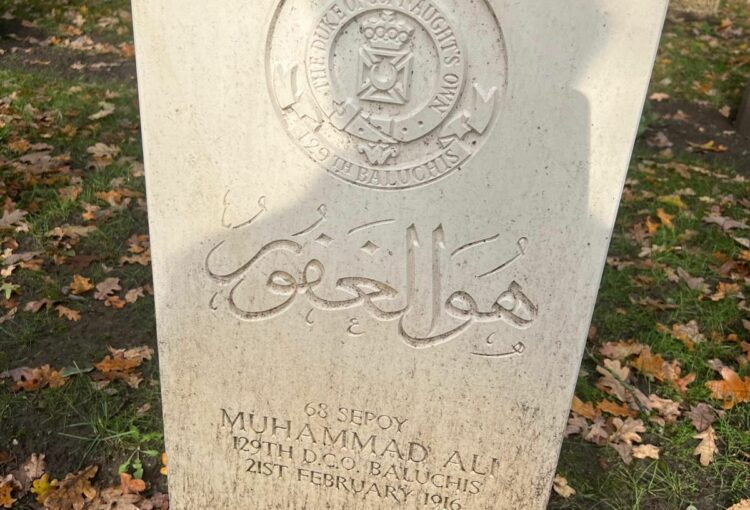 THE DUKE OF CONNAUGHT'S OWN
129TH BALUCHIS
هو الغفور
68 SEPOY
MUHAMMAD ALI
129TH D.C.O. BALUCHIS
21ST FEBRUARY 1916